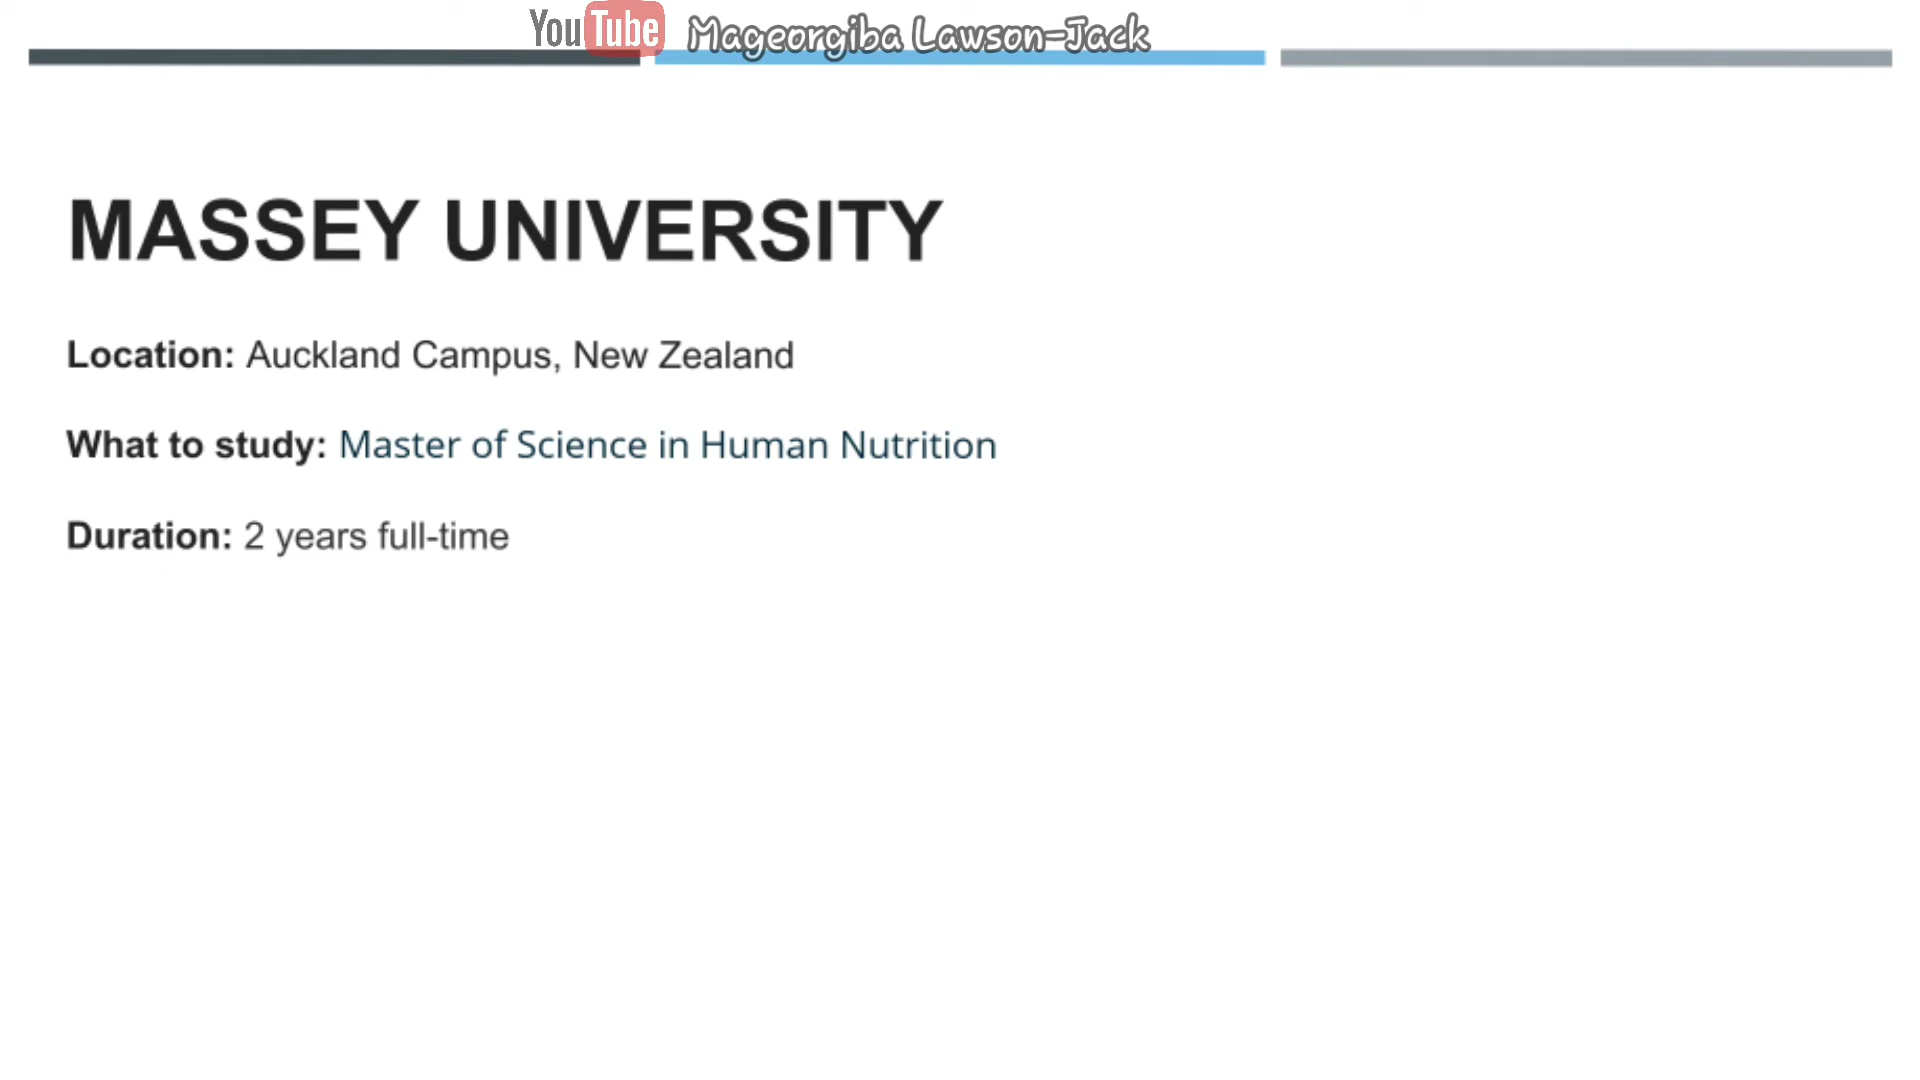 YouTube Mageorgiba Lawson-Jack
MASSEY UNIVERSITY
Location: Auckland Campus, New Zealand
What to study: Master of Science in Human Nutrition
Duration: 2 years full-time